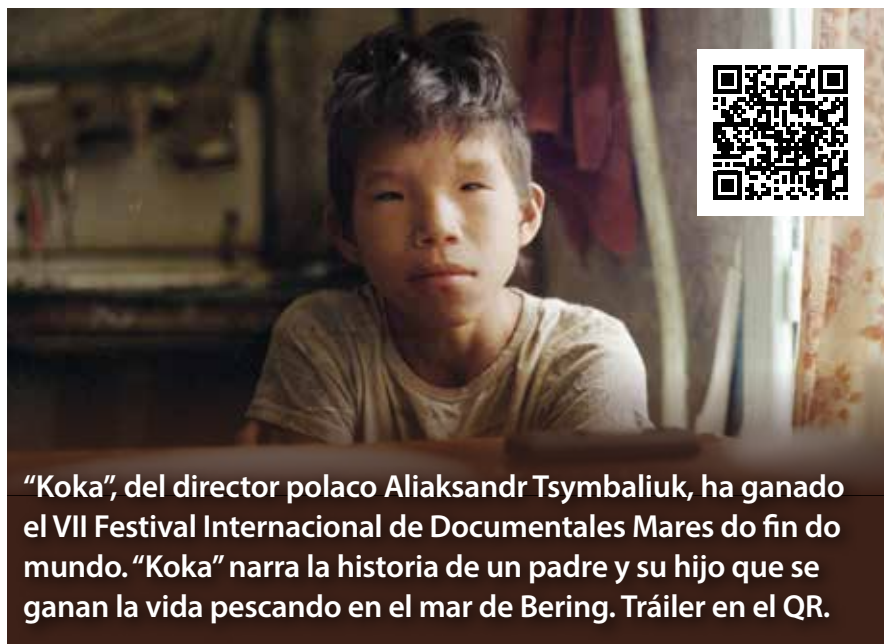 “Koka”, del director polaco Aliaksandr Tsymbaliuk, ha ganado
el VII Festival Internacional de Documentales Mares do fin do
mundo. “Koka” narra la historia de un padre y su hijo que se
ganan la vida pescando en el mar de Bering. Tráiler en el QR.